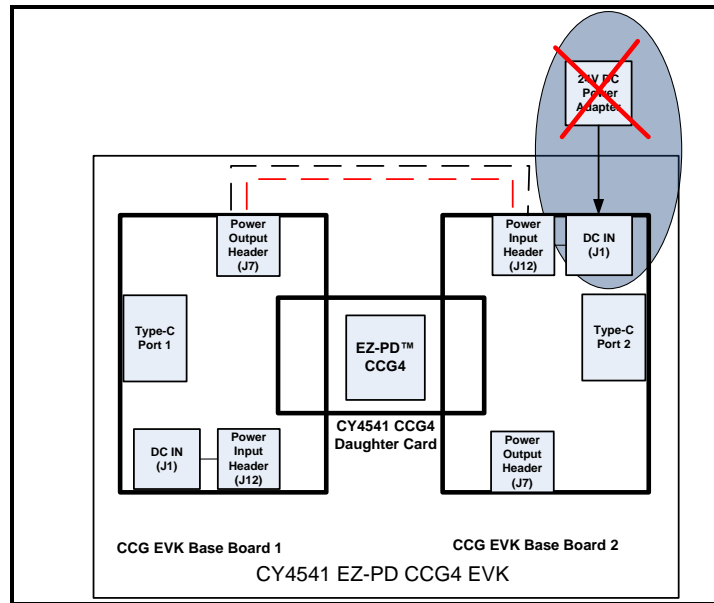 24V DC
Power
Adapter
Power
Output
Header
(J7)
Power
Input
Header
(J12)
DC IN
(J1)
Type-C
Port 1
EZ-PD™
CCG4
Type-C
Port 2
CY4541 CCG4
Daughter Card
DC IN
(J1)
Power
Input
Header
(J12)
Power
Output
Header
(J7)
CCG EVK Base Board 1
CCG EVK Base Board 2
CY4541 EZ-PD CCG4 EVK